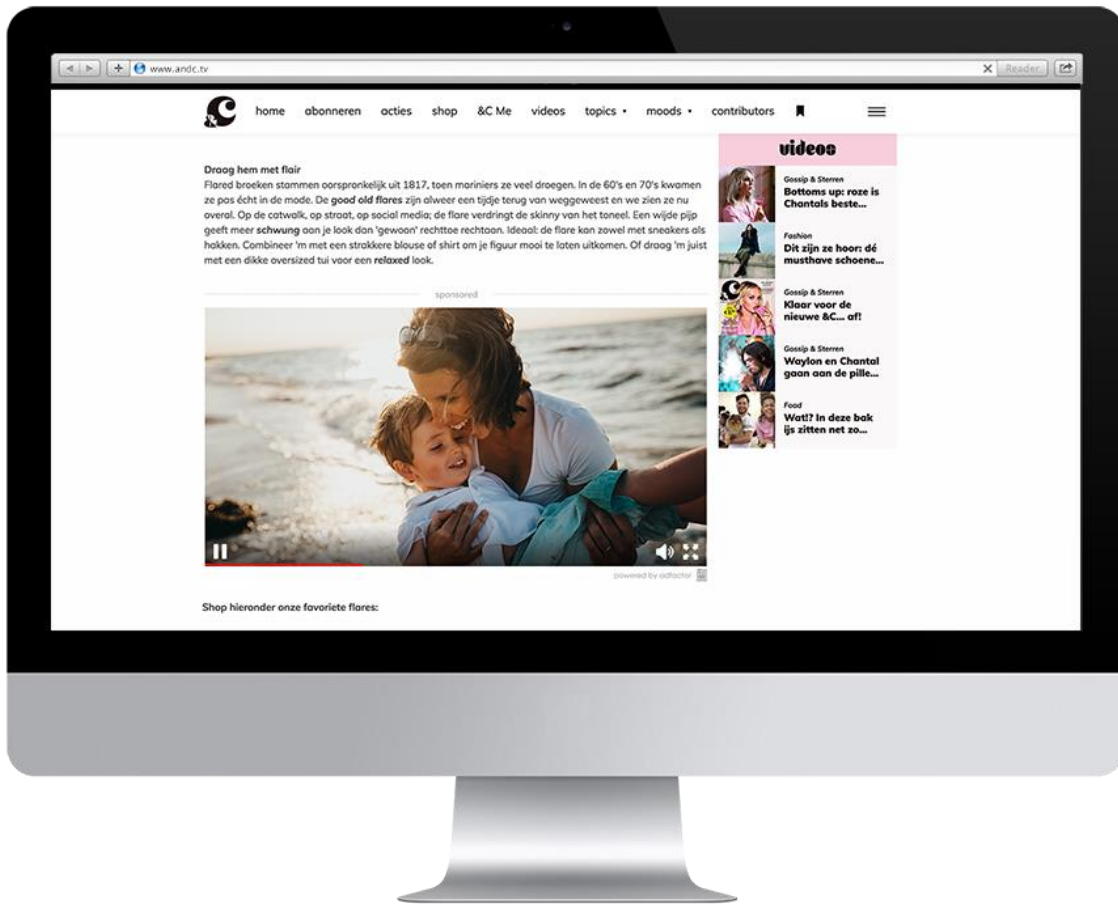 www.andc.tv
Reader
&C
home abonneren acties shop &C Me videos topics moods contributors
Draag hem met flair
Flared broeken stammen oorspronkelijk uit 1817, toen mariniers ze veel droegen. In de 60's en 70's kwamen
ze pas écht in de mode. De good old flares zijn alweer een tijdje terug van weggeweest en we zien ze nu
overal. Op de catwalk, op straat, op social media; de flare verdringt de skinny van het toneel. Een wijde pijp
geeft meer schwung aan je look dan 'gewoon' rechttoe rechtaan. Ideaal: de flare kan zowel met sneakers als
hakken. Combineer 'm met een strakkere blouse of shirt om je figuur mooi te laten uitkomen. Of draag 'm juist
met een dikke oversized tui voor een relaxed look.
sponsored
powered by adfactor
Shop hieronder onze favoriete flares:
videos
Gossip & Sterren
Bottoms up: roze is
Chantals beste...
Fashion
Dit zijn ze hoor: dé
musthave schoene...
Gossip & Sterren
Klaar voor de
nieuwe &C... af!
Gossip & Sterren
Waylon en Chantal
gaan aan de pille...
Food
Wat!? In deze bak
ijs zitten net zo...